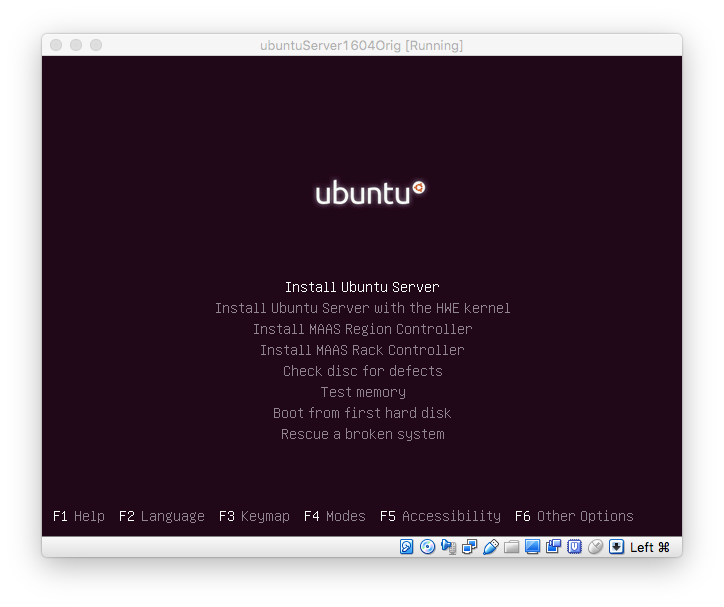 ubuntuServer1604Orig [Running]
ubuntu
Install Ubuntu Server
Install Ubuntu Server with the HWE kernel
Install MAAS Region Controller
Install MAAS Rack Controller
Check disc for defects
Test memory
Boot from first hard disk
Rescue a broken system
F1 Help F2 Language F3 Keymap F4 Modes F5 Accessibility F6 Other Options
Left ⌘